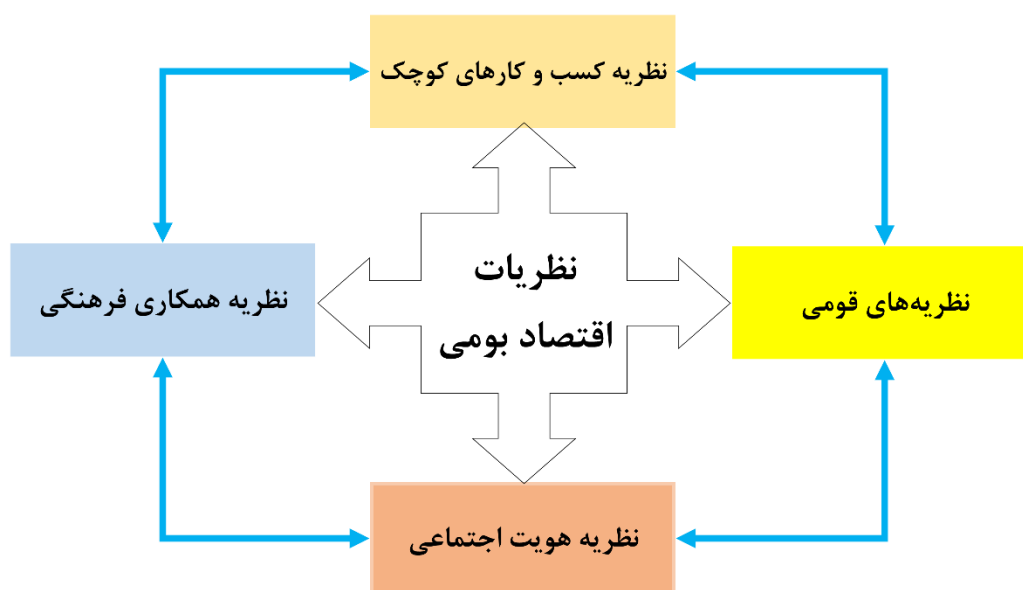 نظریه کسب و کارهای کوچک
نظریه‌های قومی
نظریات
اقتصاد بومی
نظریه همکاری فرهنگی
نظریه هویت اجتماعی